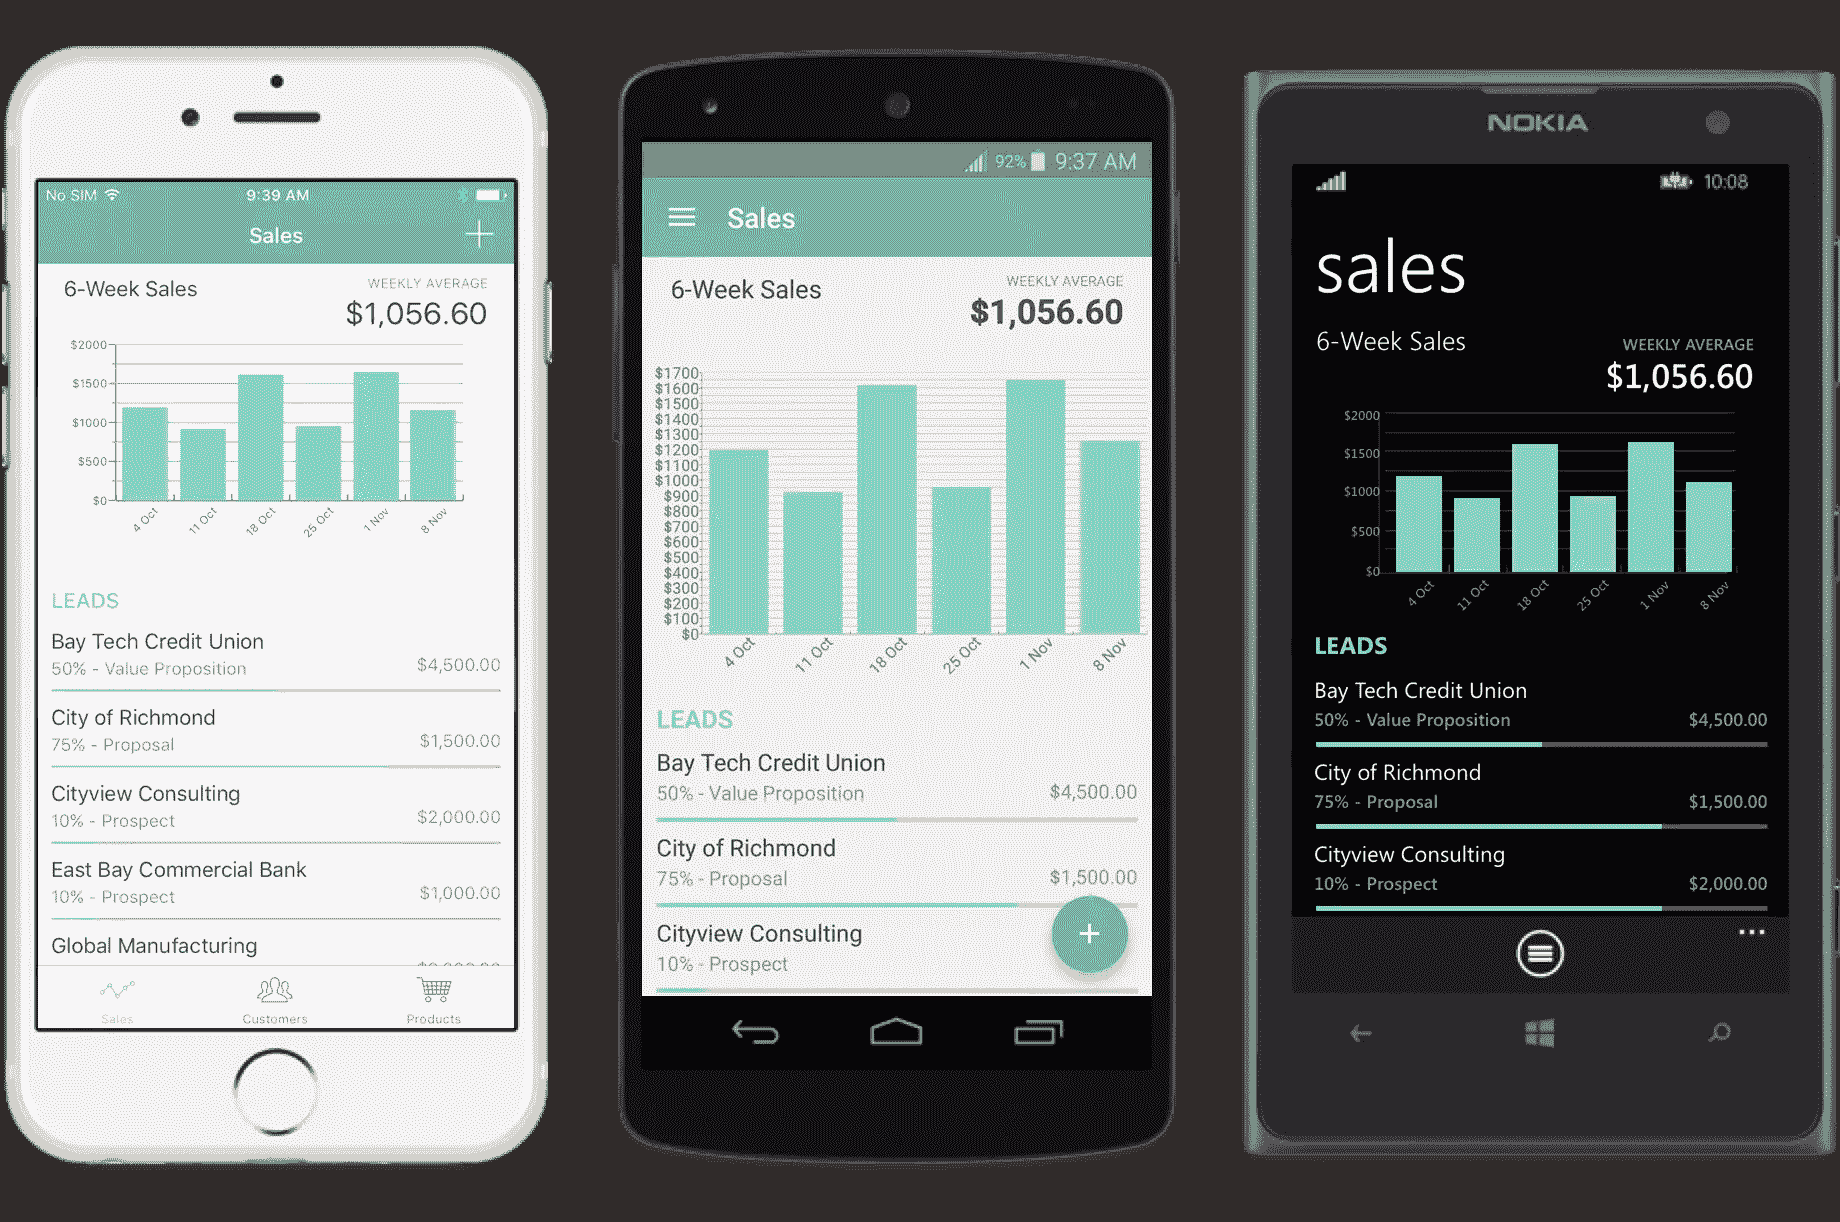 No SIM
9:39 AM
Sales
6-Week Sales
WEEKLY AVERAGE
$1,056.60
$2000
$1500
$1000
$500
$0
4 Oct
11 Oct
18 Oct
25 Oct
1 Nov
8 Nov
LEADS
Bay Tech Credit Union
50% - Value Proposition
$4,500.00
City of Richmond
75% - Proposal
$1,500.00
Cityview Consulting
10% - Prospect
$2,000.00
East Bay Commercial Bank
10% - Prospect
$1,000.00
Global Manufacturing
Sales
Customers
Products
92%
9:37 AM
Sales
6-Week Sales
WEEKLY AVERAGE
$1,056.60
$1700
$1600
$1500
$1400
$1300
$1200
$1100
$1000
$900
$800
$700
$600
$500
$400
$300
$200
$100
$0
4 Oct
11 Oct
18 Oct
25 Oct
1 Nov
8 Nov
LEADS
Bay Tech Credit Union
50% - Value Proposition
$4,500.00
City of Richmond
75% - Proposal
$1,500.00
Cityview Consulting
10% - Prospect
NOKIA
10:08
sales
6-Week Sales
WEEKLY AVERAGE
$1,056.60
$2000
$1500
$1000
$500
$0
4 Oct
11 Oct
18 Oct
25 Oct
1 Nov
8 Nov
LEADS
Bay Tech Credit Union
50% - Value Proposition
$4,500.00
City of Richmond
75% - Proposal
$1,500.00
Cityview Consulting
10% - Prospect
$2,000.00